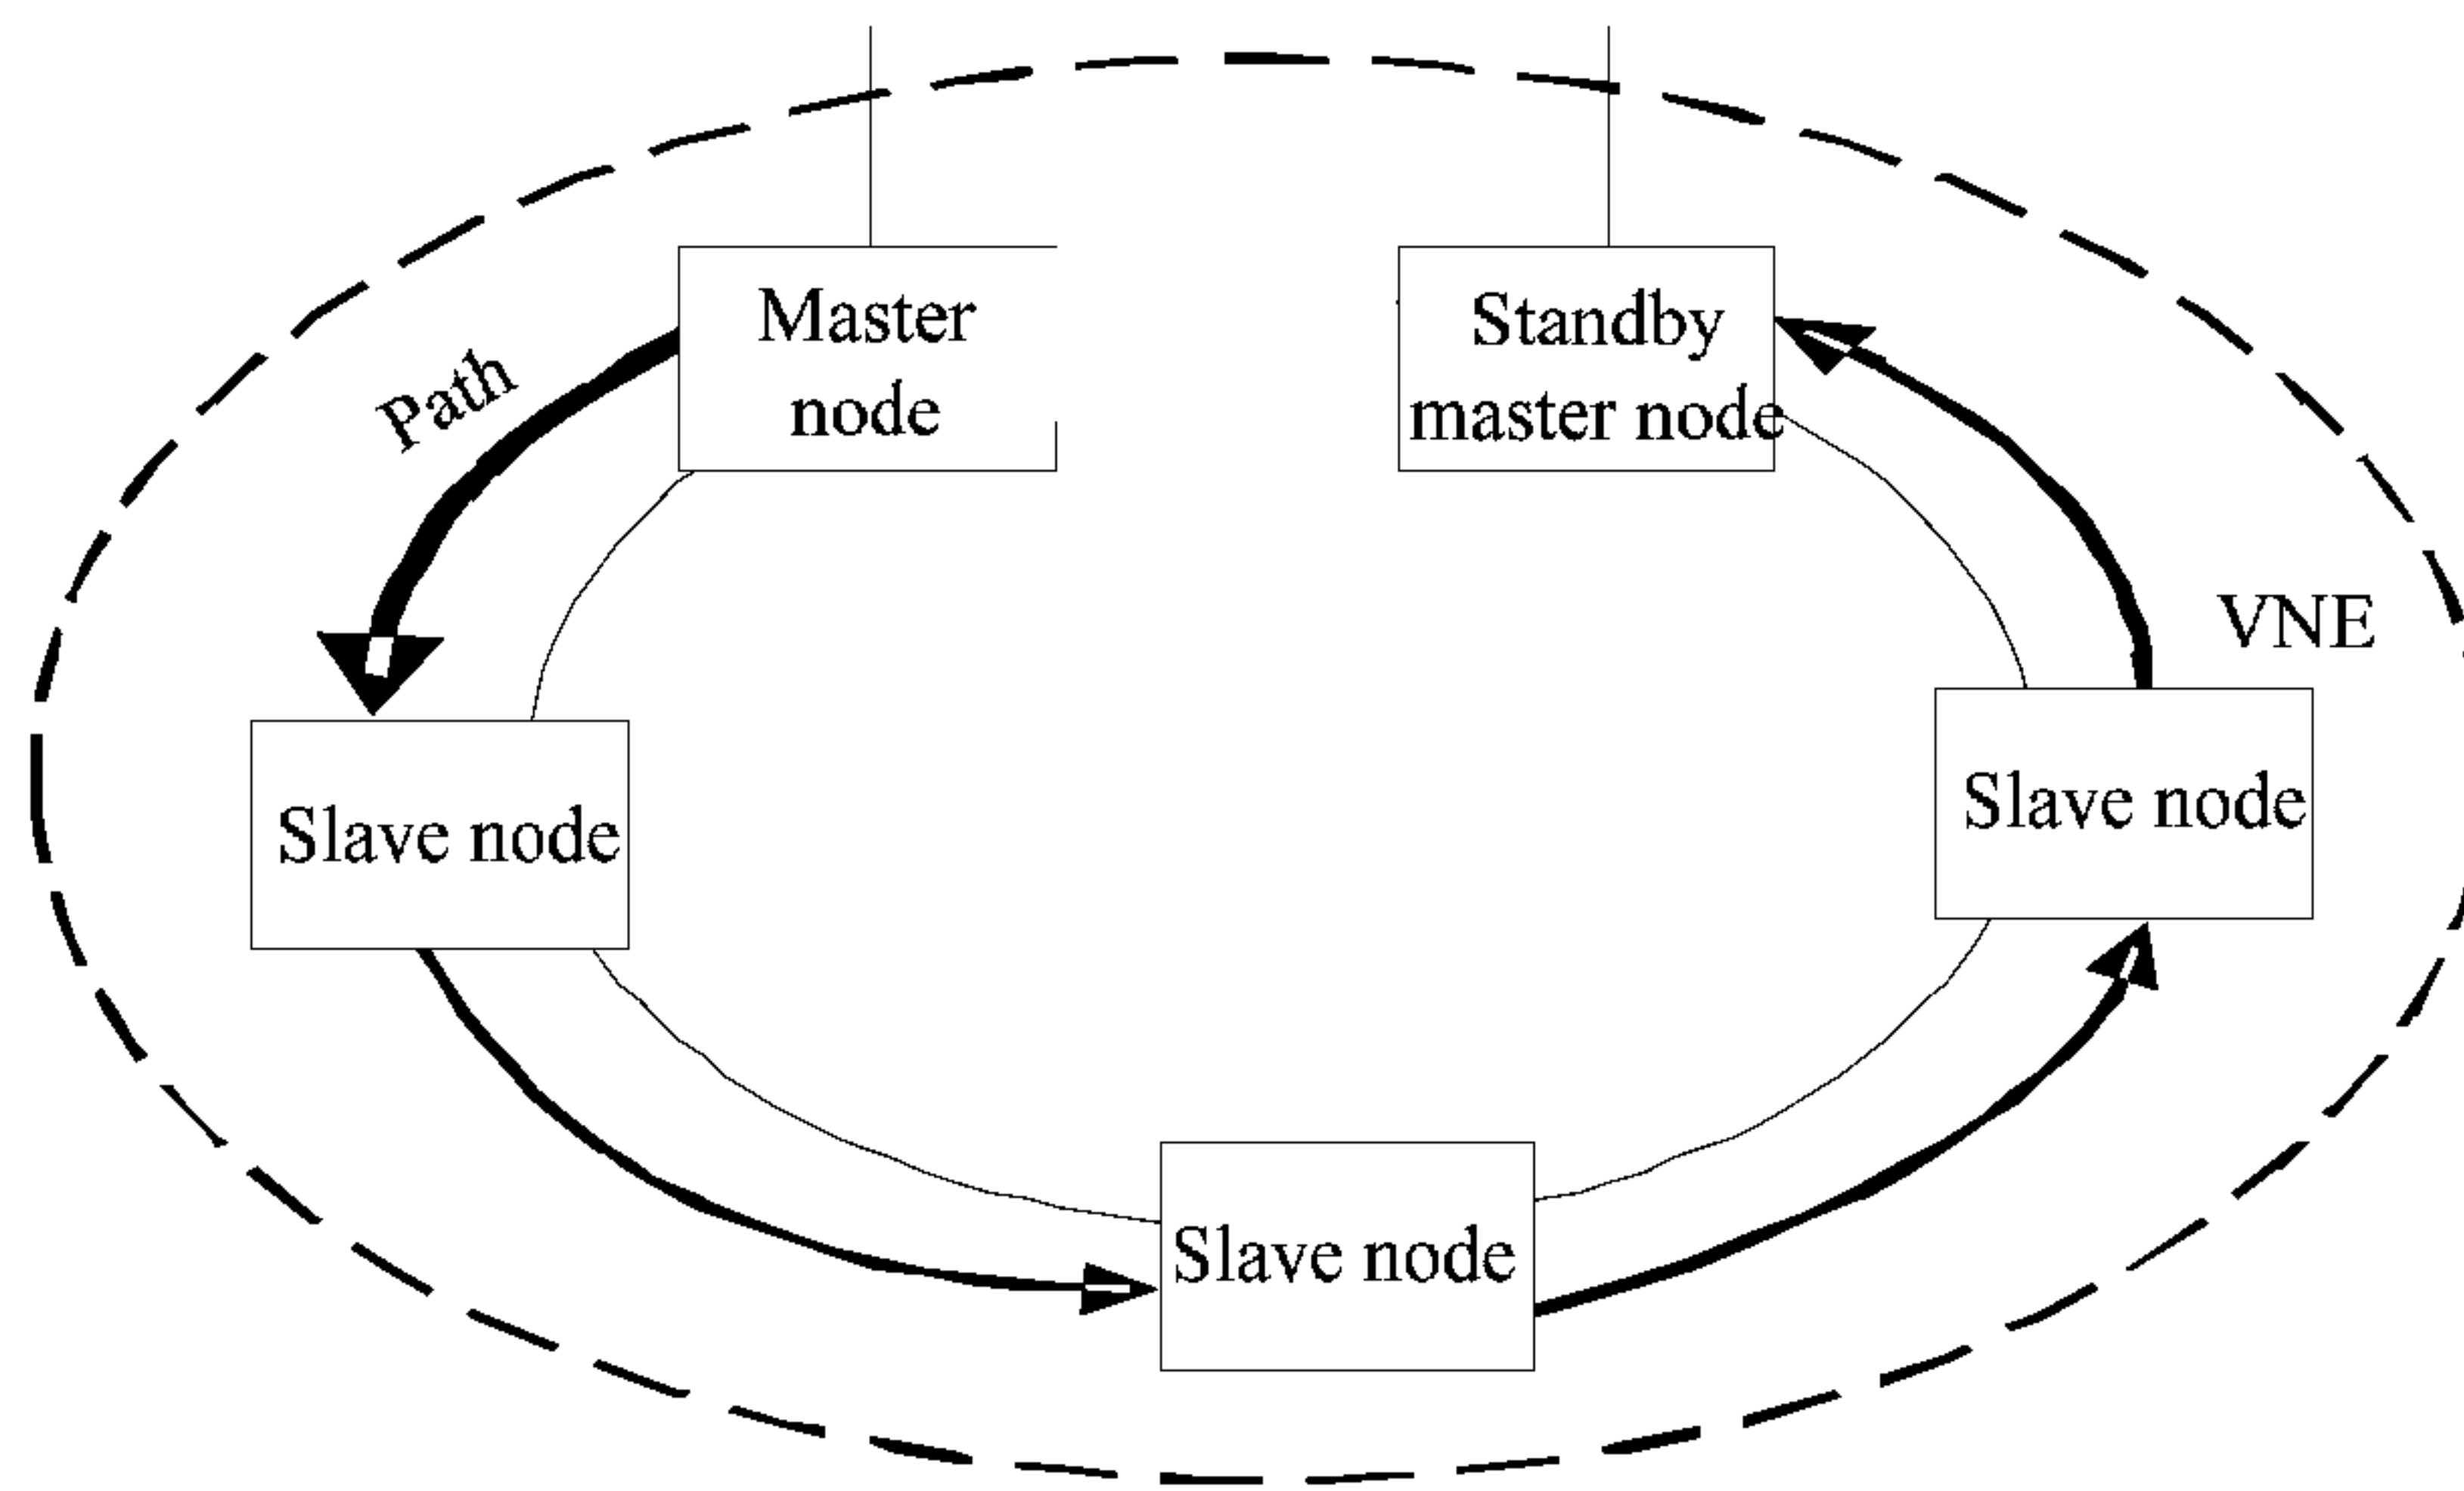 Master
node
Standby
master node
Path
VNE
Slave node
Slave node
Slave node